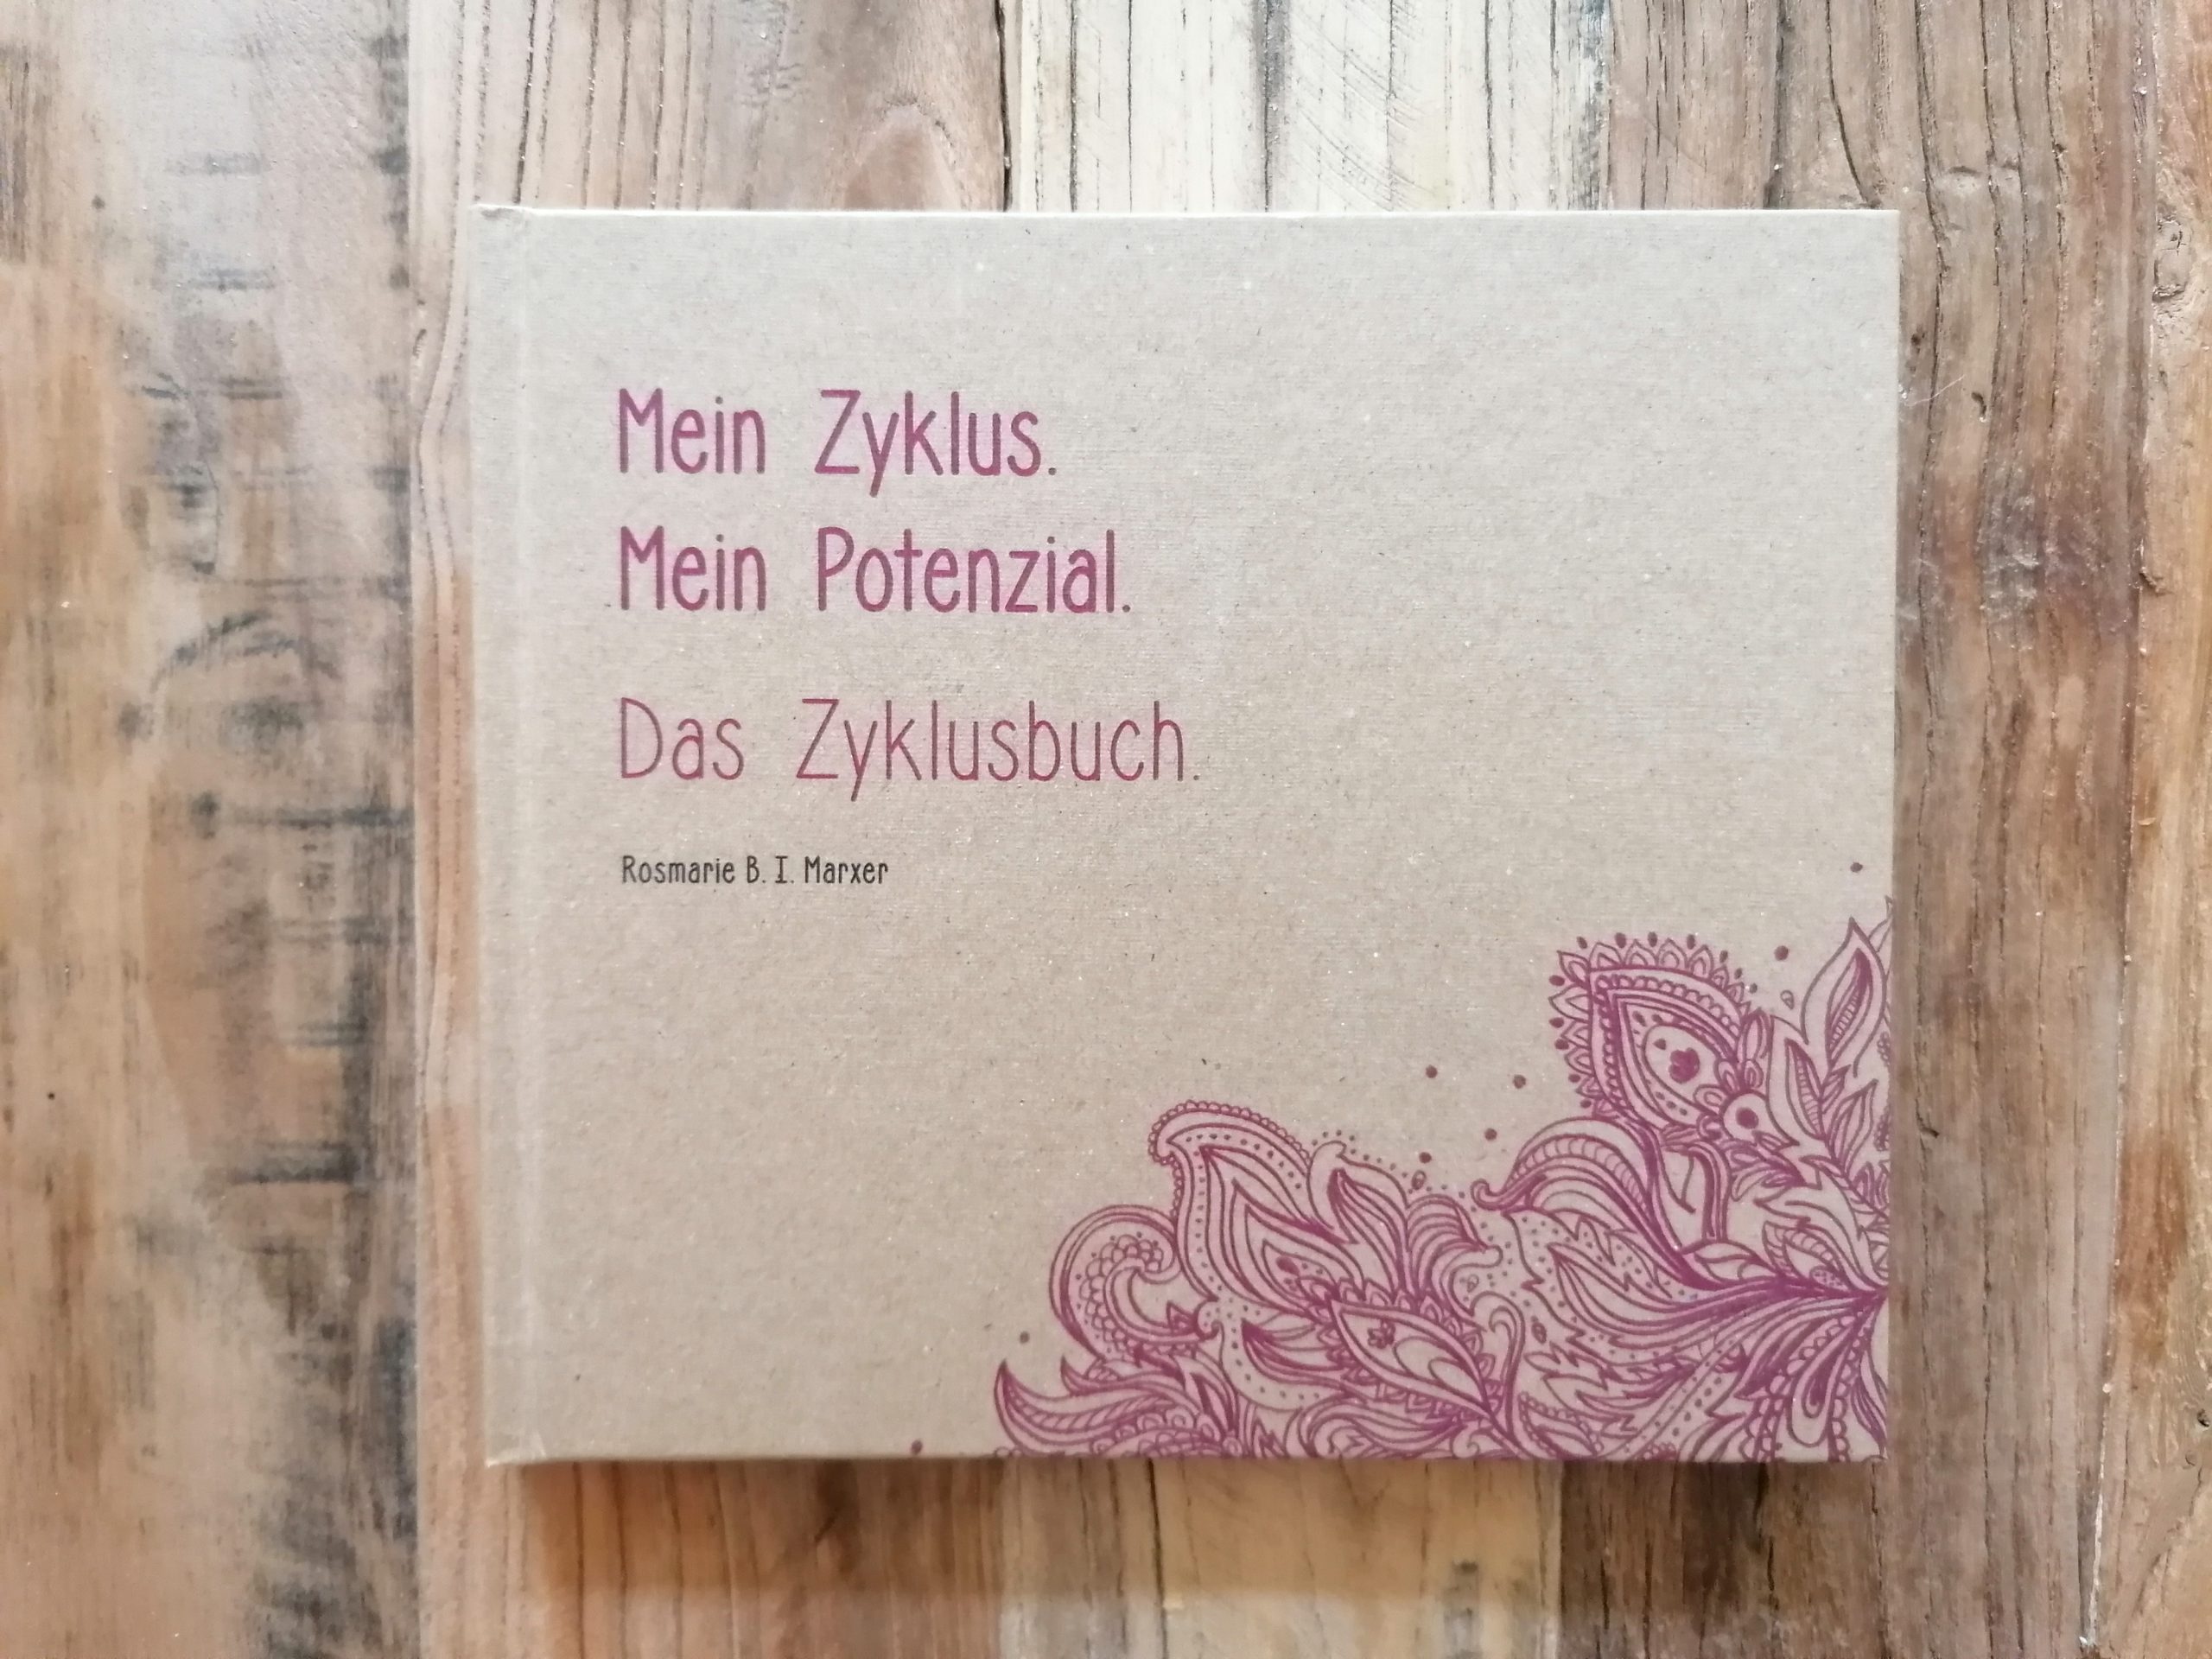 Mein Zyklus.
Mein Potenzial.
Das Zyklusbuch.
Rosmarie B. I. Marxer